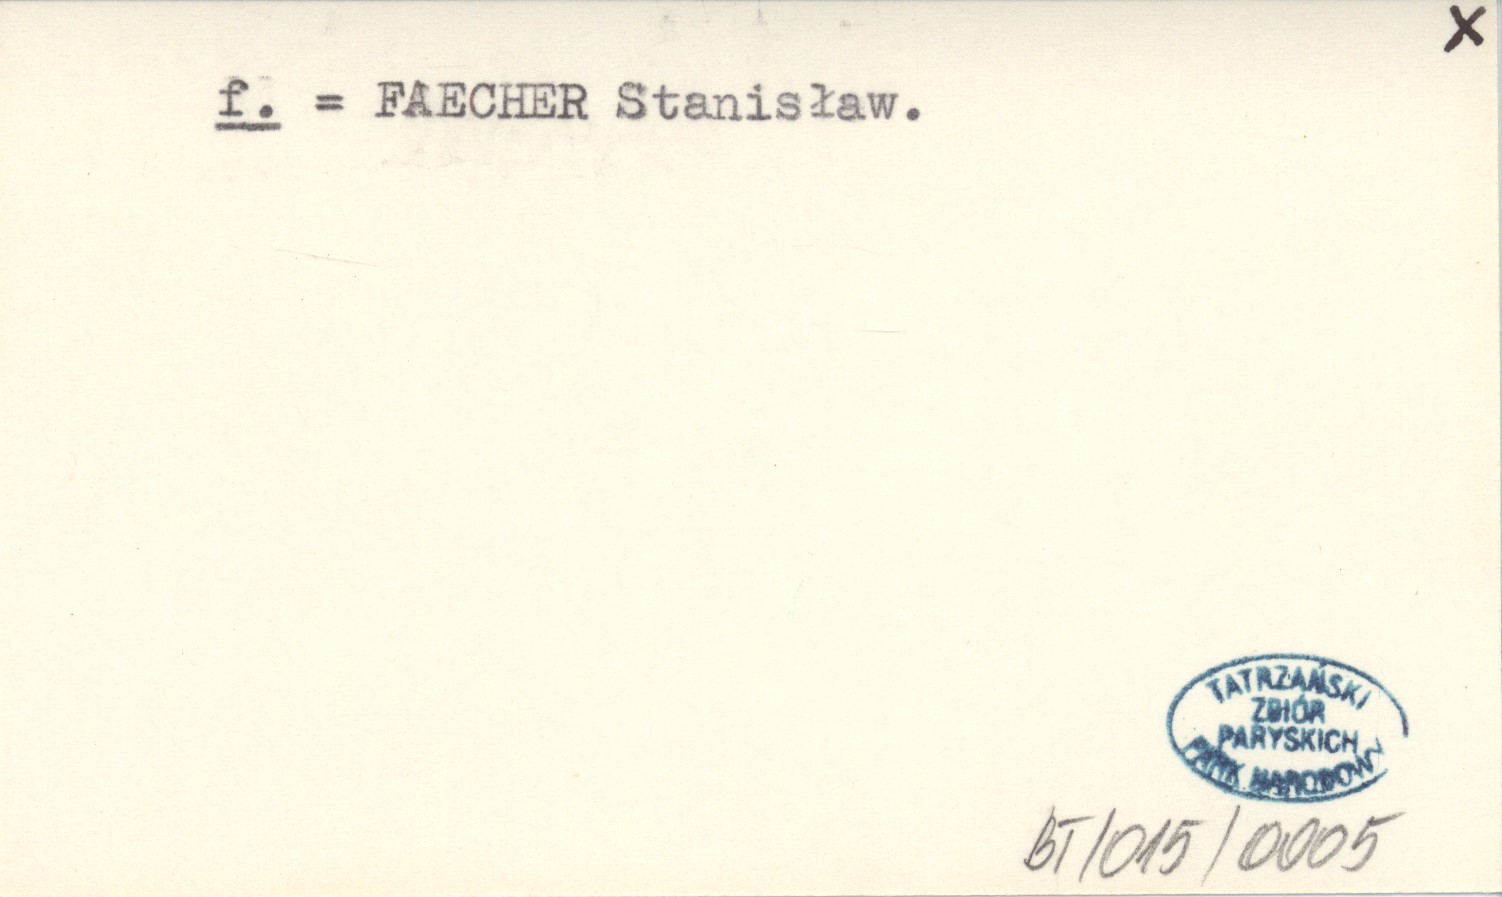 X
f. = FAECHER Stanisław.
TATRZAŃSKI
ZBIÓR
PARYSKICH
PARK NARODOWY
BT/015/0005